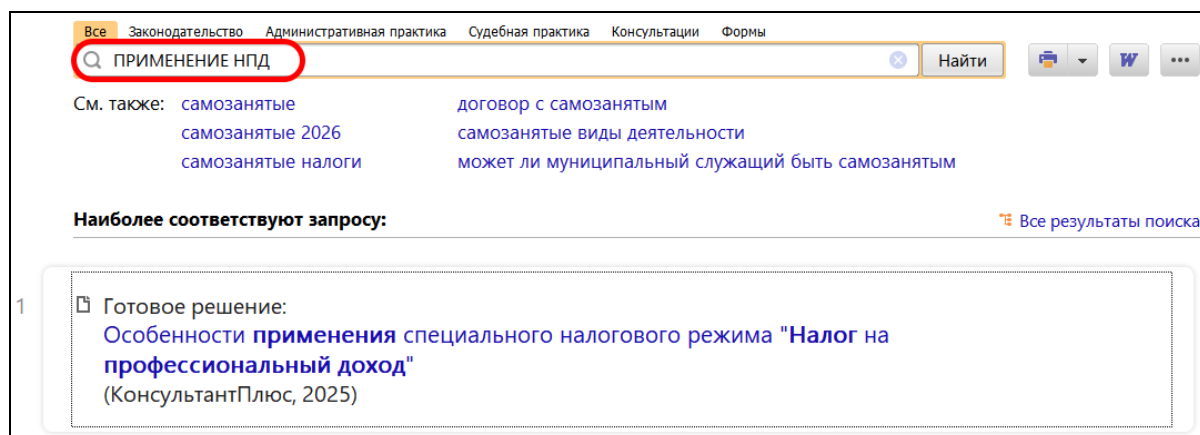 Все Законодательство Административная практика Судебная практика Консультации Формы
ПРИМЕНЕНИЕ НПД Найти W
См. также: самозанятые договор с самозанятым
самозанятые 2026 самозанятые виды деятельности
самозанятые налоги может ли муниципальный служащий быть самозанятым
Наиболее соответствуют запросу: Все результаты поиска
1 Готовое решение:
Особенности применения специального налогового режима "Налог на
профессиональный доход"
(КонсультантПлюс, 2025)